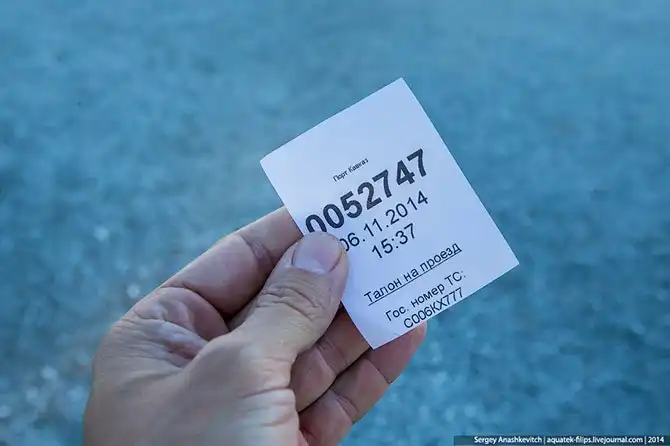 Порт Кавказ
0052747
06.11.2014
15:37
Талон на проезд
Гос. номер ТС:
С006КХ777
Sergey Anashkevitch | aquatek-filips.livejournal.com | 2014